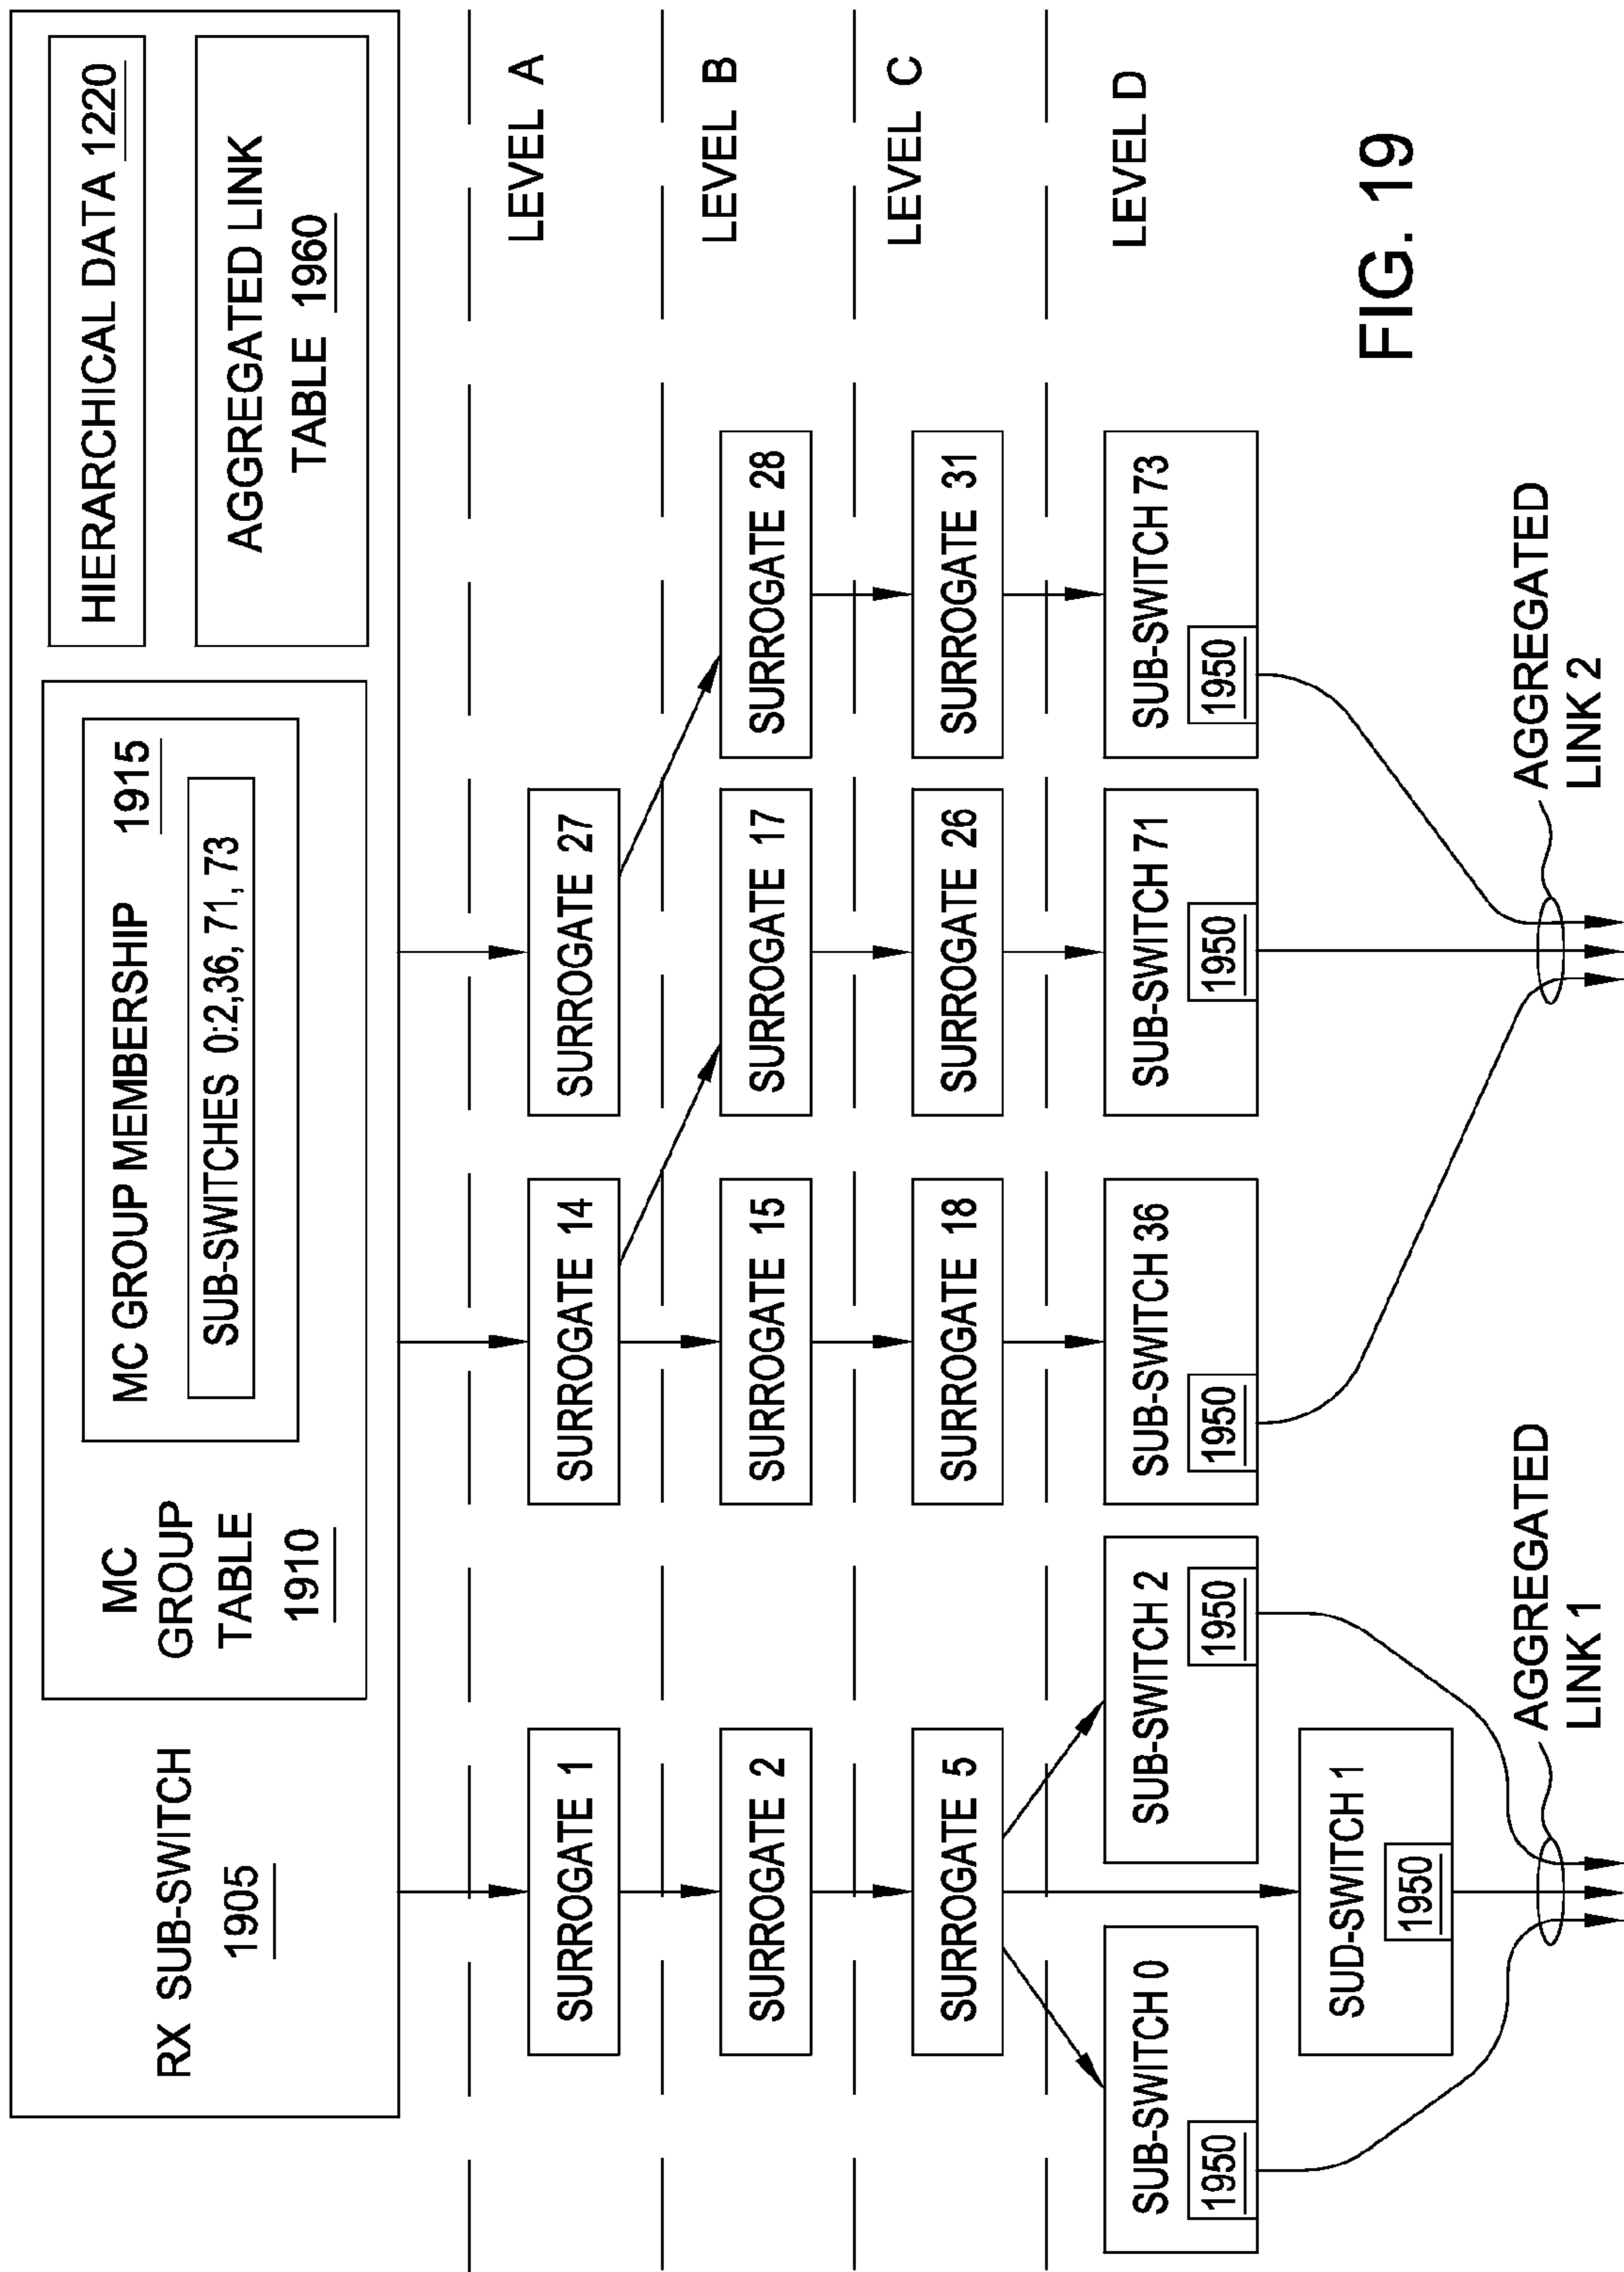 RX SUB-SWITCH
1905
MC
GROUP
TABLE
1910
MC GROUP MEMBERSHIP 1915
SUB-SWITCHES 0:2,36, 71, 73
HIERARCHICAL DATA 1220
AGGREGATED LINK
TABLE 1960
LEVEL A
SURROGATE 1
SURROGATE 14
SURROGATE 27
LEVEL B
SURROGATE 2
SURROGATE 15
SURROGATE 17
SURROGATE 28
LEVEL C
SURROGATE 5
SURROGATE 18
SURROGATE 26
SURROGATE 31
LEVEL D
SUB-SWITCH 0
1950
SUB-SWITCH 2
1950
SUB-SWITCH 36
1950
SUB-SWITCH 71
1950
SUB-SWITCH 73
1950
SUD-SWITCH 1
1950
AGGREGATED
LINK 1
AGGREGATED
LINK 2
FIG. 19